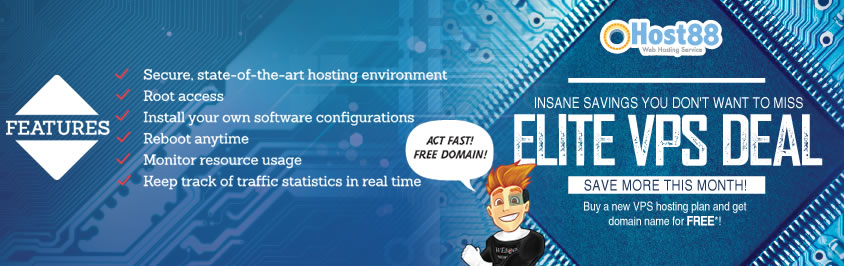 FEATURES
Secure, state-of-the-art hosting environment
Root access
Install your own software configurations
Reboot anytime
Monitor resource usage
Keep track of traffic statistics in real time
ACT FAST!
FREE DOMAIN!
Host88
Web Hosting Service
INSANE SAVINGS YOU DON'T WANT TO MISS
ELITE VPS DEAL
SAVE MORE THIS MONTH!
Buy a new VPS hosting plan and get
domain name for FREE*!